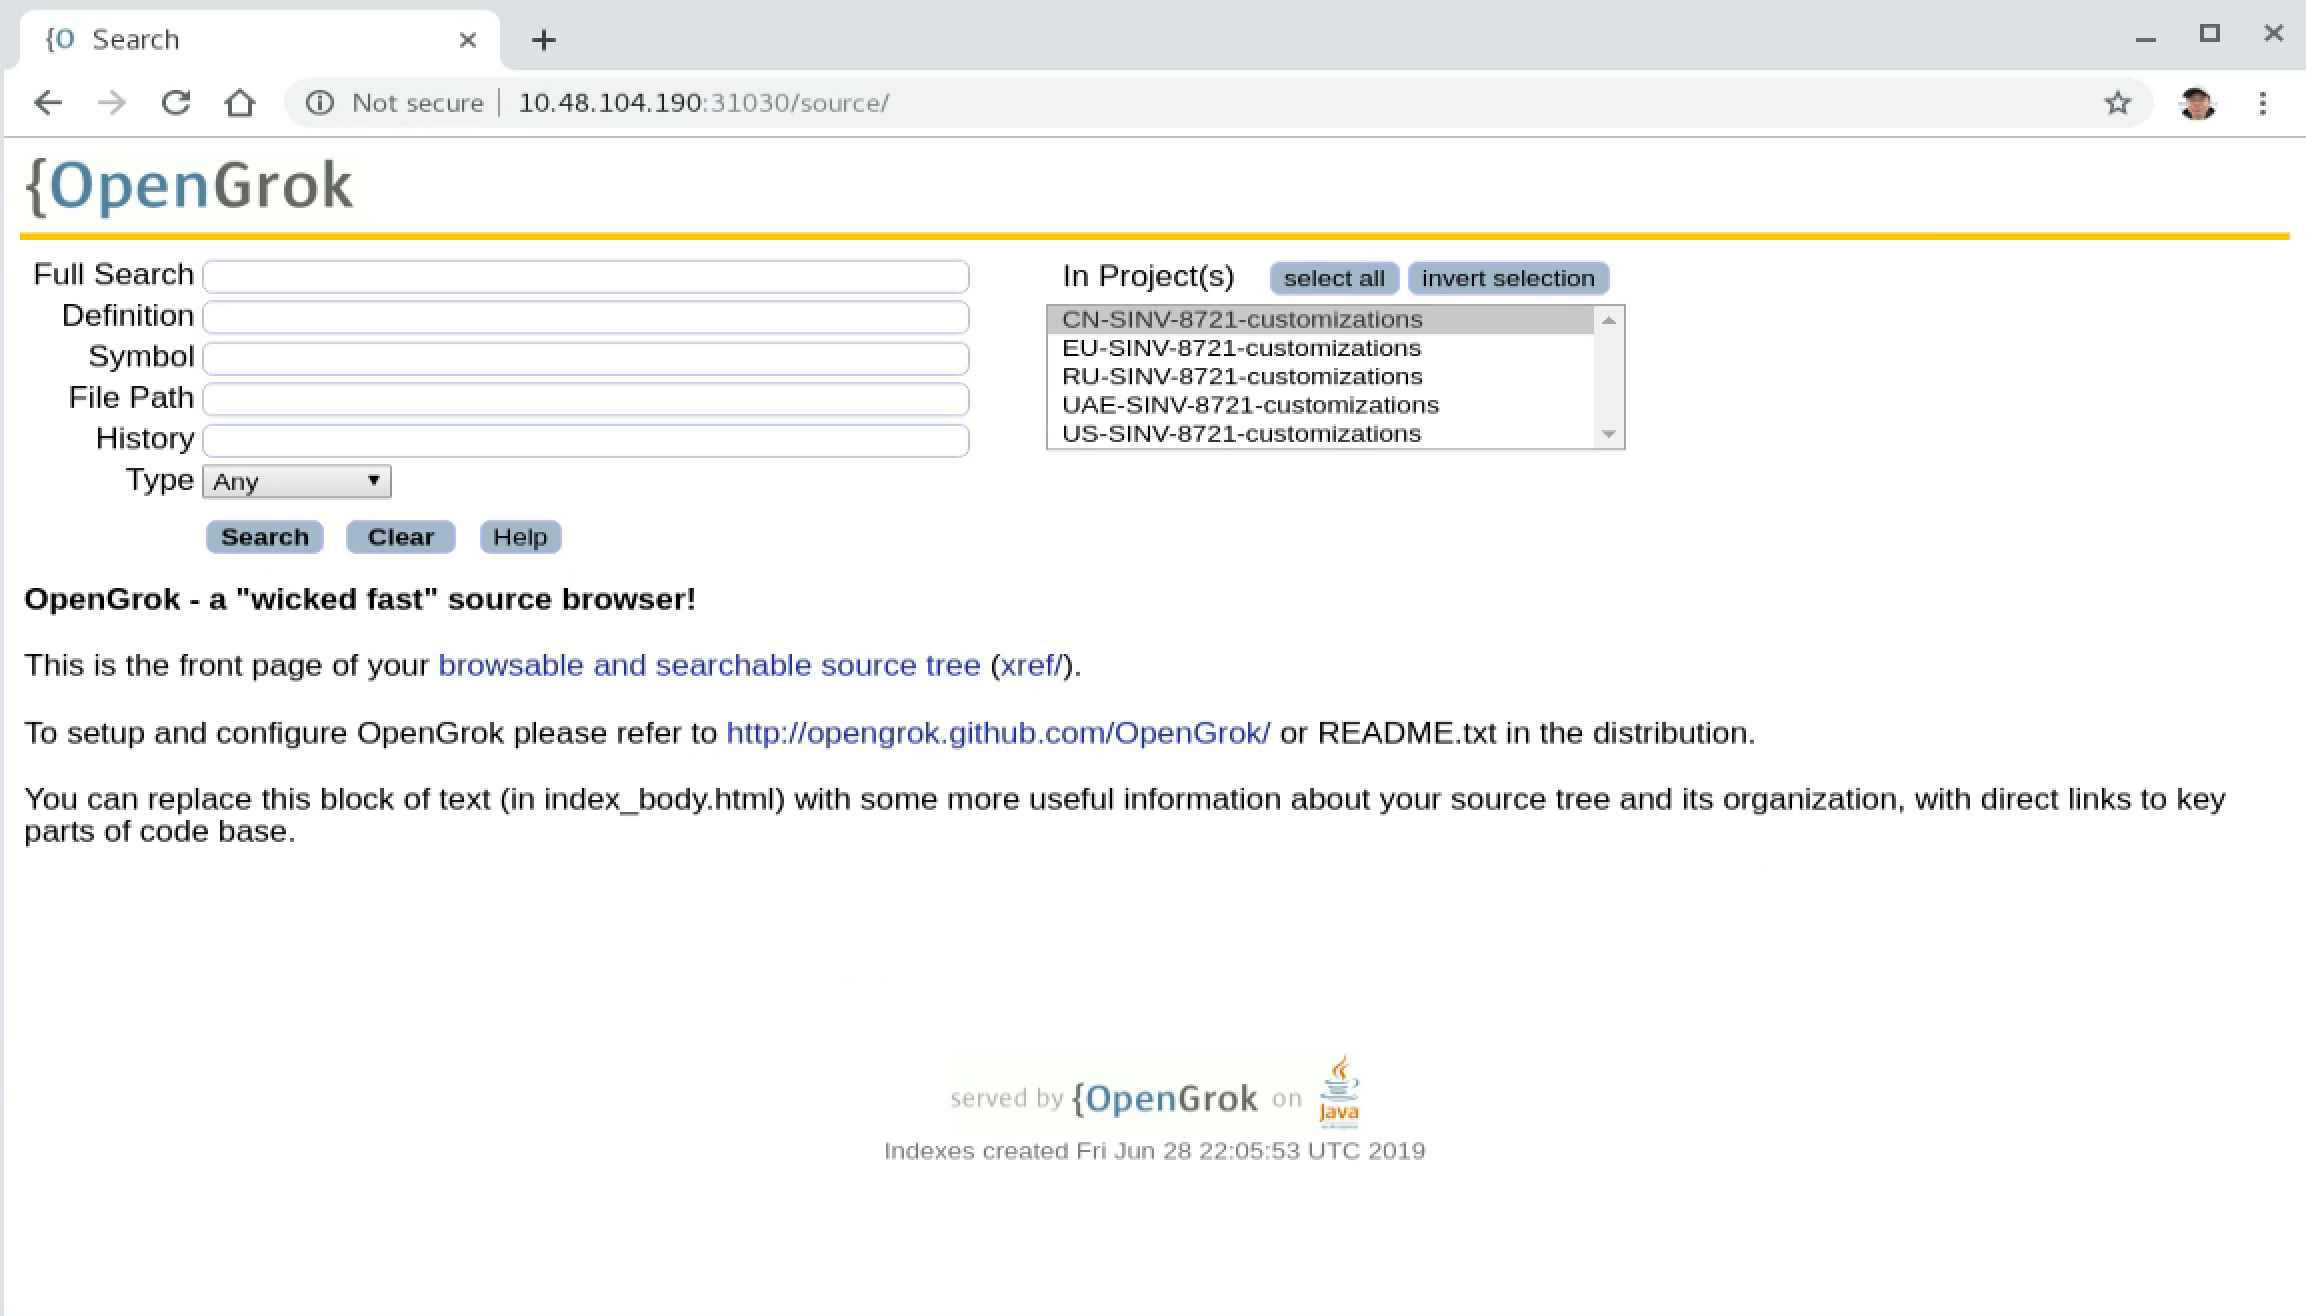 {O Search
Not secure 10.48.104.190:31030/source/
{OpenGrok
Full Search
Definition
Symbol
File Path
History
Type Any
Search Clear Help
In Project(s) select all invert selection
CN-SINV-8721-customizations
EU-SINV-8721-customizations
RU-SINV-8721-customizations
UAE-SINV-8721-customizations
US-SINV-8721-customizations
OpenGrok - a "wicked fast" source browser!
This is the front page of your browsable and searchable source tree (xref/).
To setup and configure OpenGrok please refer to http://opengrok.github.com/OpenGrok/ or README.txt in the distribution.
You can replace this block of text (in index_body.html) with some more useful information about your source tree and its organization, with direct links to key
parts of code base.
served by {OpenGrok on Java
Indexes created Fri Jun 28 22:05:53 UTC 2019